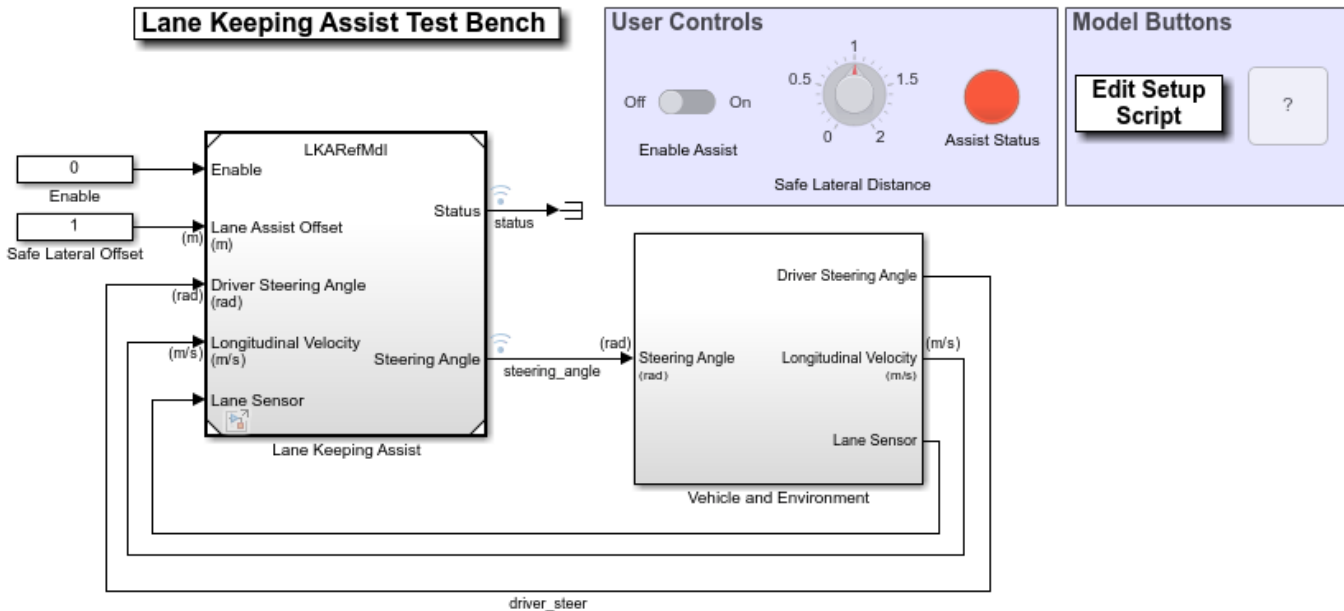 Lane Keeping Assist Test Bench
User Controls
Off
On
Enable Assist
0
0.5
1
1.5
2
Safe Lateral Distance
Assist Status
Model Buttons
Edit Setup
Script
?
0
Enable
1
Safe Lateral Offset
LKARefMdl
Enable
(m)
Lane Assist Offset
(m)
(rad)
Driver Steering Angle
(rad)
(m/s)
Longitudinal Velocity
(m/s)
Lane Sensor
Status
status
Steering Angle
steering_angle
Lane Keeping Assist
(rad)
Steering Angle
(rad)
Driver Steering Angle
Longitudinal Velocity
(m/s)
(m/s)
Lane Sensor
Vehicle and Environment
driver_steer